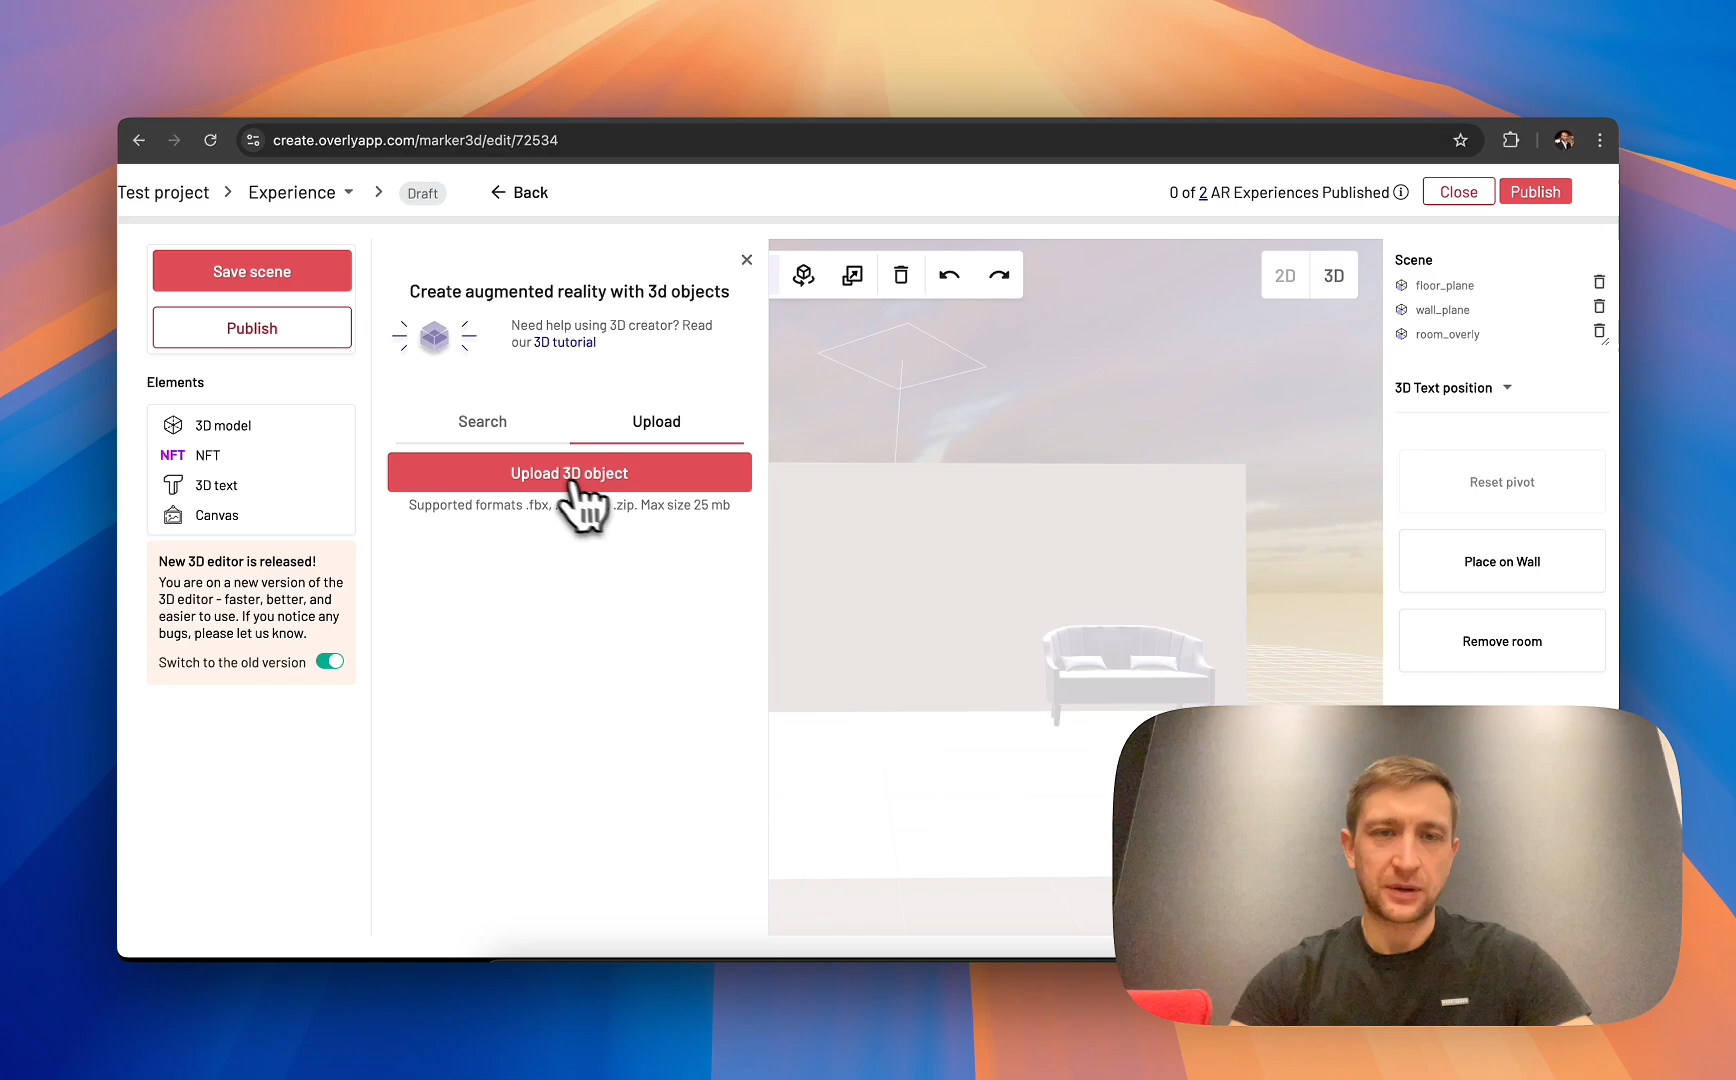 create.overlyapp.com/marker3d/edit/72534
Test project > Experience > Draft ← Back
0 of 2 AR Experiences Published
Close
Publish
Save scene
Publish
Elements
3D model
NFT NFT
3D text
Canvas
New 3D editor is released!
You are on a new version of the
3D editor - faster, better, and
easier to use. If you notice any
bugs, please let us know.
Switch to the old version
Create augmented reality with 3d objects
Need help using 3D creator? Read
our 3D tutorial
Search
Upload
Upload 3D object
Supported formats .fbx, .zip. Max size 25 mb
2D
3D
Scene
floor_plane
wall_plane
room_overly
3D Text position
Reset pivot
Place on Wall
Remove room